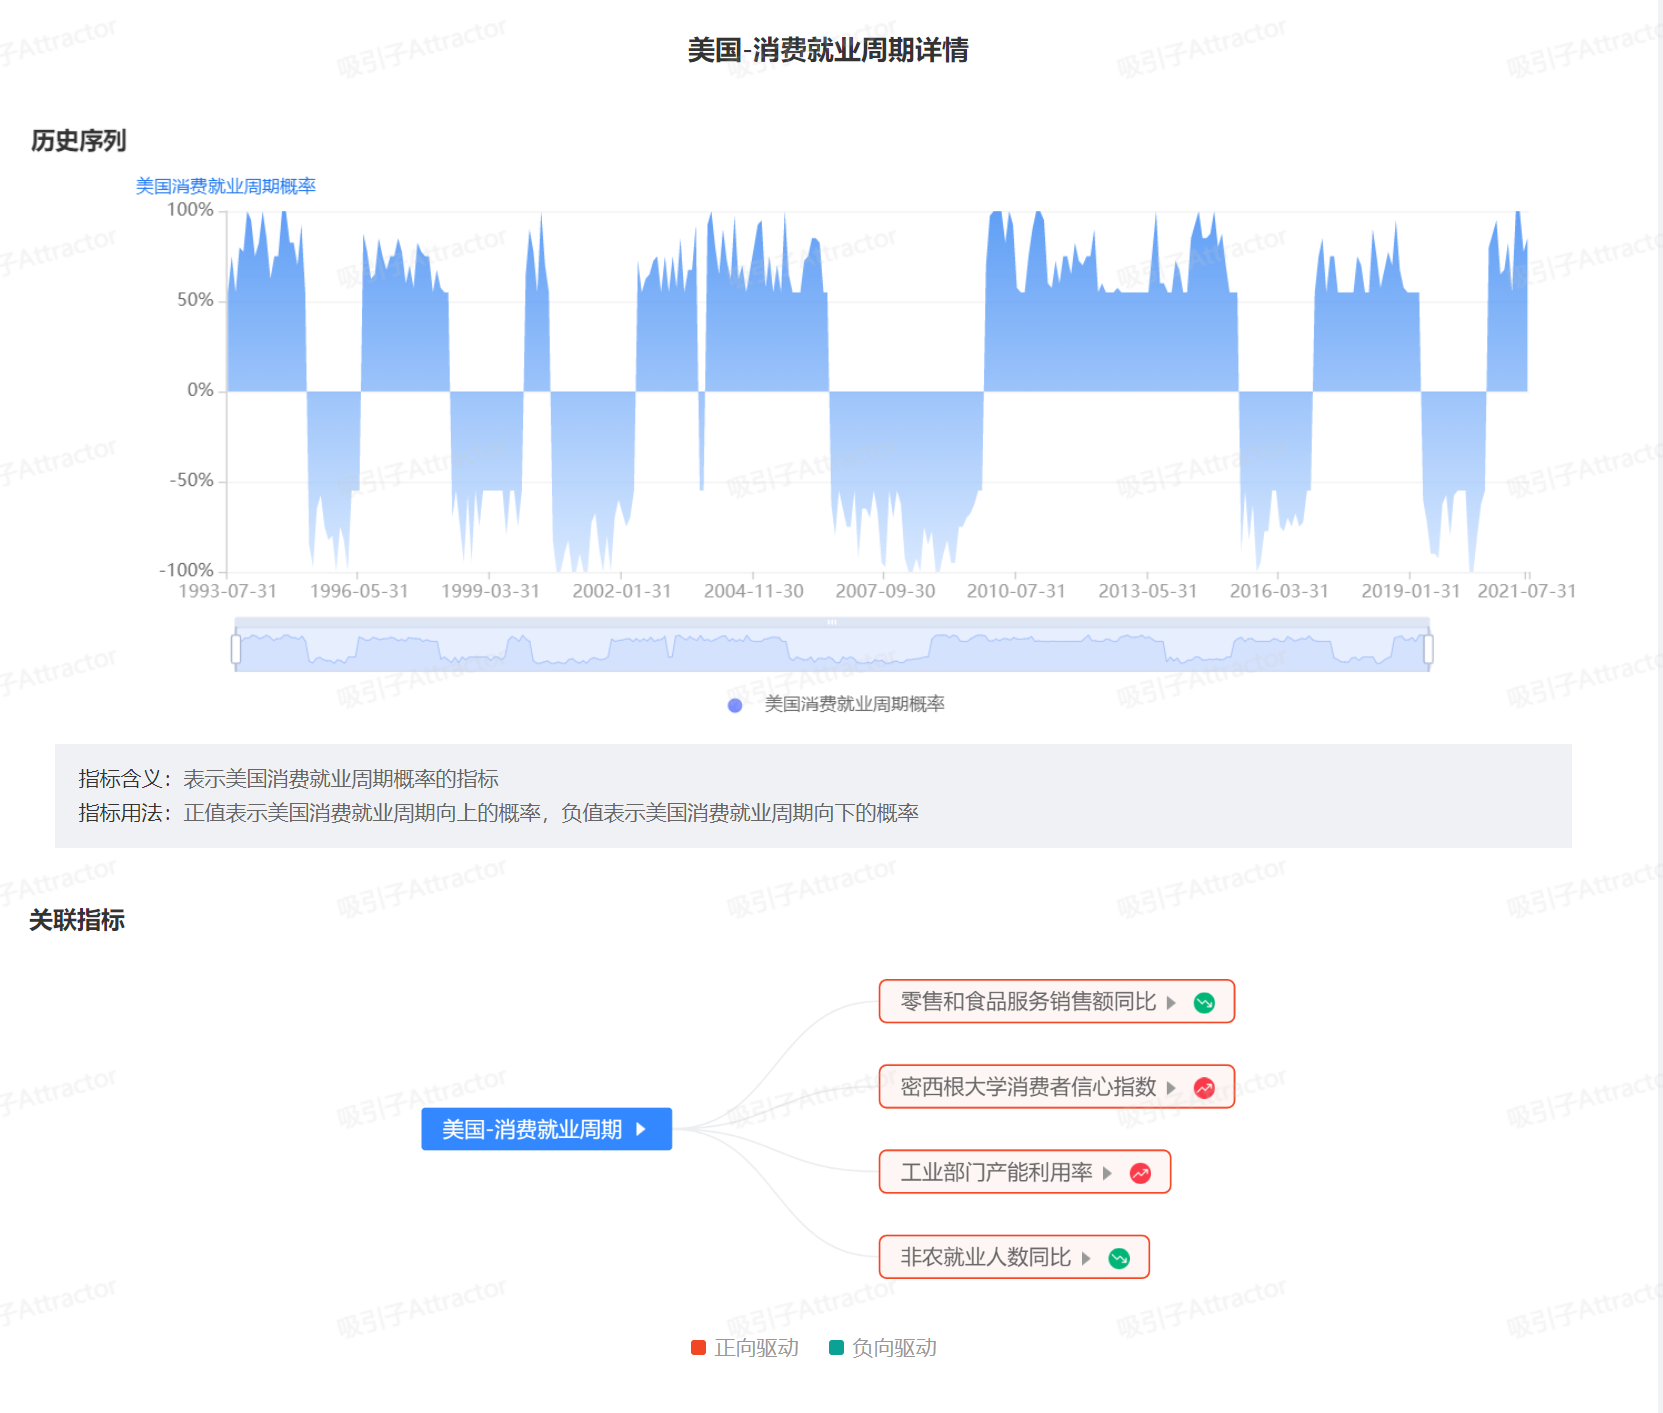 美国-消费就业周期详情
历史序列
美国消费就业周期概率
100%
50%
0%
-50%
-100%
1993-07-31 1996-05-31 1999-03-31 2002-01-31 2004-11-30 2007-09-30 2010-07-31 2013-05-31 2016-03-31 2019-01-31 2021-07-31
美国消费就业周期概率
指标含义：表示美国消费就业周期概率的指标
指标用法：正值表示美国消费就业周期向上的概率，负值表示美国消费就业周期向下的概率
关联指标
零售和食品服务销售额同比
密西根大学消费者信心指数
美国-消费就业周期
工业部门产能利用率
非农就业人数同比
正向驱动 负向驱动
吸引子Attractor